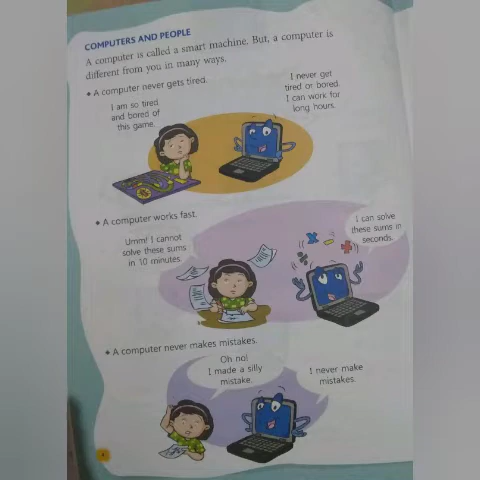 COMPUTERS AND PEOPLE
A computer is called a smart machine. But, a computer is
different from you in many ways.
✦ A computer never gets tired.
I am so tired
and bored of
this game.
I never get
tired or bored.
I can work for
long hours.
✦ A computer works fast.
Umm! I cannot
solve these sums
in 10 minutes.
I can solve
these sums in
seconds.
✦ A computer never makes mistakes.
Oh no!
I made a silly
mistake.
I never make
mistakes.
4